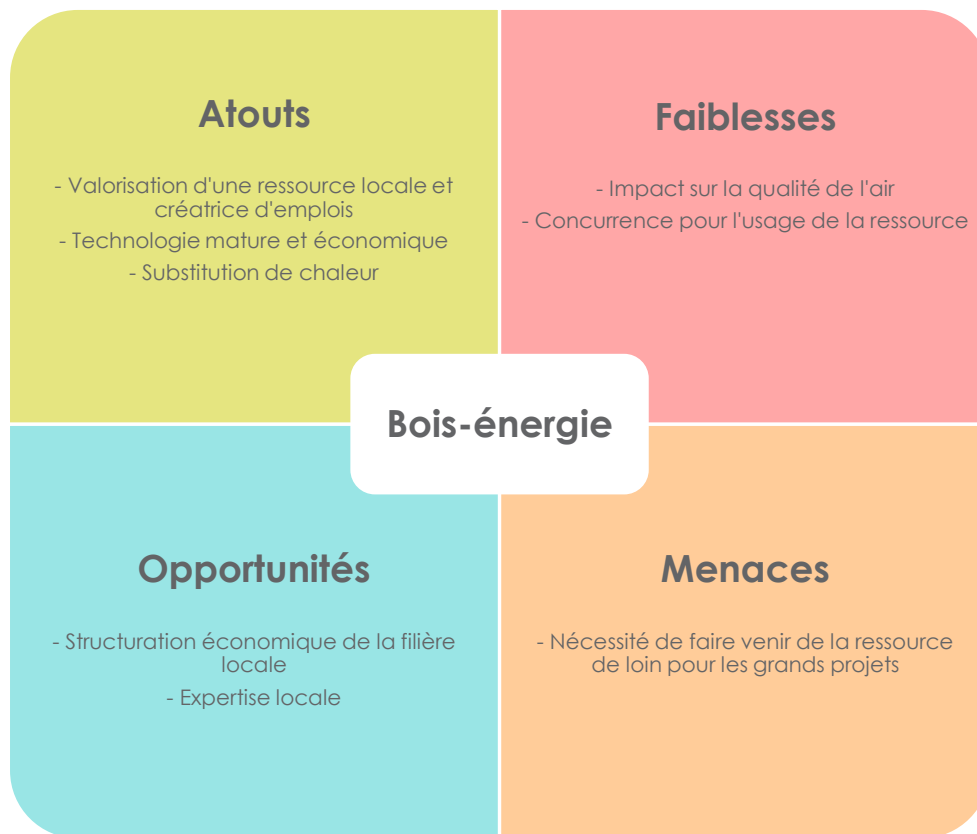 Atouts
- Valorisation d'une ressource locale et
créatrice d'emplois
- Technologie mature et économique
- Substitution de chaleur
Faiblesses
- Impact sur la qualité de l'air
- Concurrence pour l'usage de la ressource
Bois-énergie
Opportunités
- Structuration économique de la filière
locale
- Expertise locale
Menaces
- Nécessité de faire venir de la ressource
de loin pour les grands projets